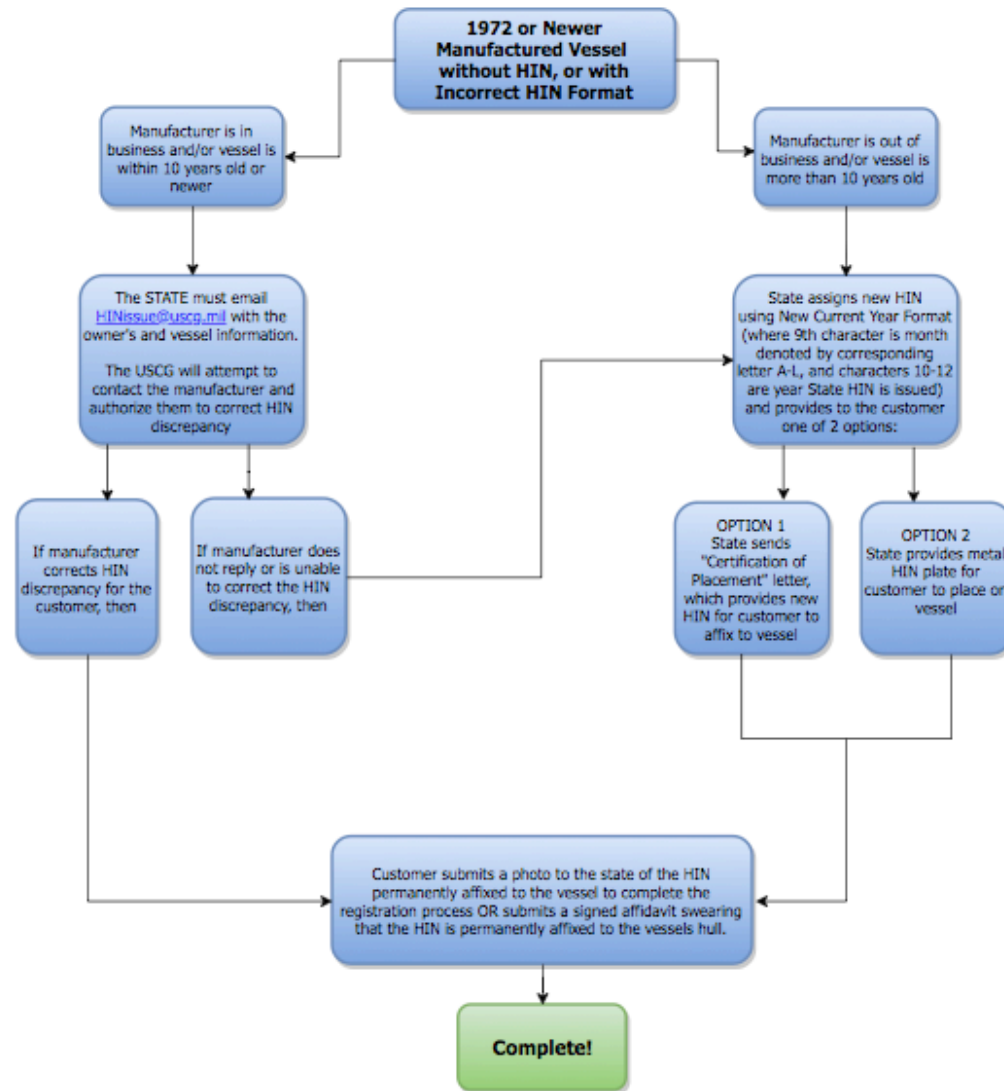 1972 or Newer
Manufactured Vessel
without HIN, or with
Incorrect HIN Format
Manufacturer is in
business and/or vessel is
within 10 years old or
newer
Manufacturer is out of
business and/or vessel is
more than 10 years old
The STATE must email
HINissue@uscg.mil with the
owner's and vessel information.
The USCG will attempt to
contact the manufacturer and
authorize them to correct HIN
discrepancy
State assigns new HIN
using New Current Year Format
(where 9th character is month
denoted by corresponding
letter A-L, and characters 10-12
are year State HIN is issued)
and provides to the customer
one of 2 options:
If manufacturer
corrects HIN
discrepancy for the
customer, then
If manufacturer does
not reply or is unable
to correct the HIN
discrepancy, then
OPTION 1
State sends
"Certification of
Placement" letter,
which provides new
HIN for customer to
affix to vessel
OPTION 2
State provides metal
HIN plate for
customer to place on
vessel
Customer submits a photo to the state of the HIN
permanently affixed to the vessel to complete the
registration process OR submits a signed affidavit swearing
that the HIN is permanently affixed to the vessels hull.
Complete!